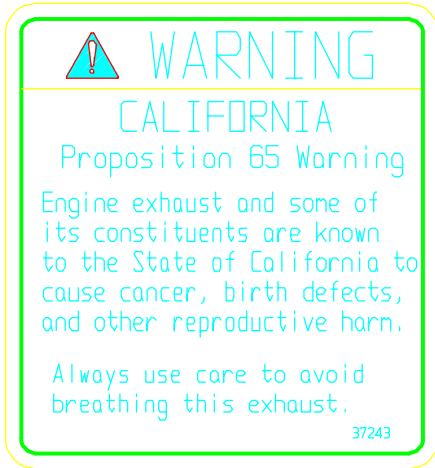 WARNING
CALIFORNIA
Proposition 65 Warning
Engine exhaust and some of
its constituents are known
to the State of California to
cause cancer, birth defects,
and other reproductive harm.
Always use care to avoid
breathing this exhaust.
37243